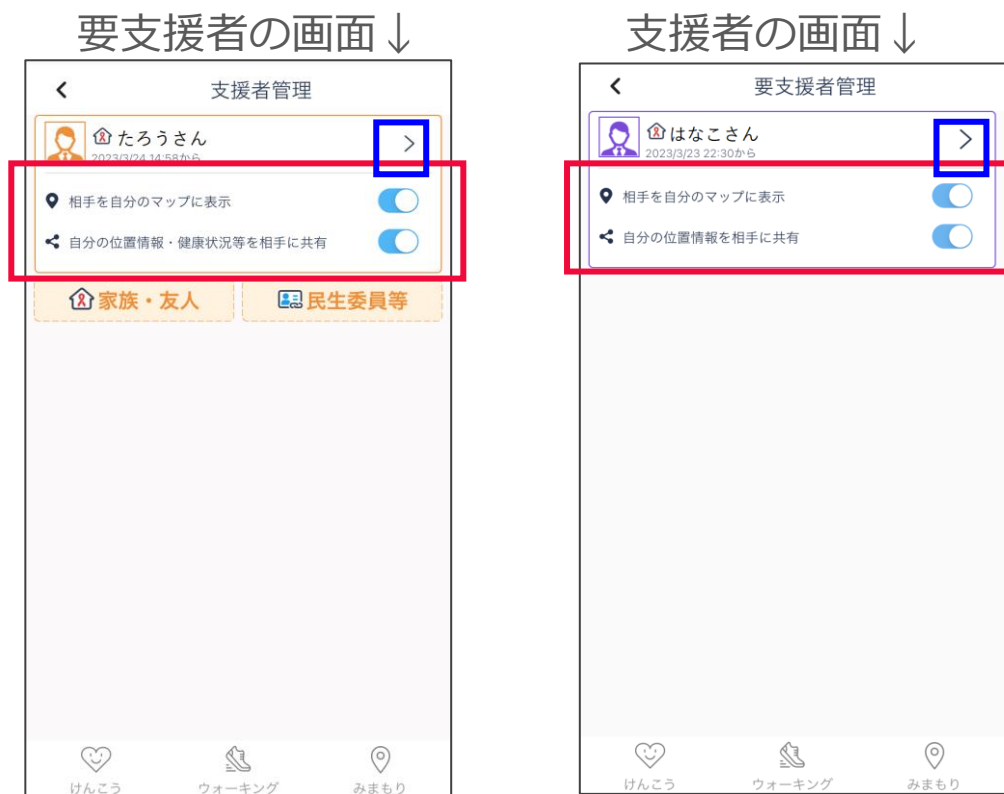 要支援者の画面↓
支援者管理
たろうさん
2023/3/24 14:58から
相手を自分のマップに表示
自分の位置情報・健康状況等を相手に共有
家族・友人
民生委員等
けんこう
ウォーキング
みまもり
支援者の画面↓
要支援者管理
はなこさん
2023/3/23 22:30から
相手を自分のマップに表示
自分の位置情報を相手に共有
けんこう
ウォーキング
みまもり